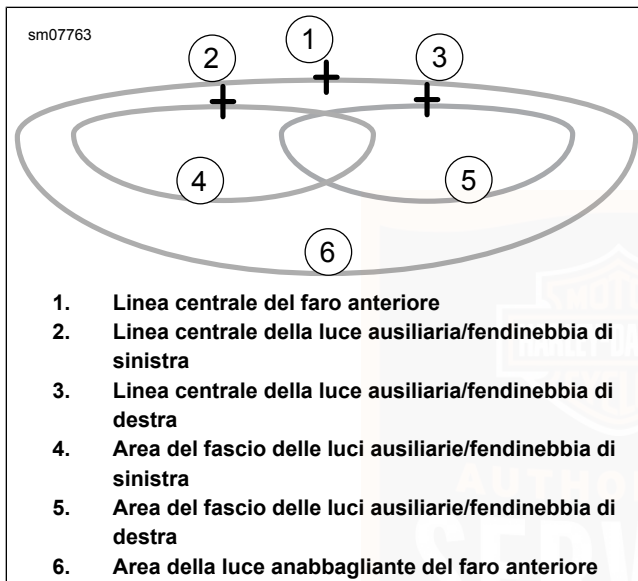 sm07763
1
2
3
4
5
6
1. Linea centrale del faro anteriore
2. Linea centrale della luce ausiliaria/fendinebbia di
sinistra
3. Linea centrale della luce ausiliaria/fendinebbia di
destra
4. Area del fascio delle luci ausiliarie/fendinebbia di
sinistra
5. Area del fascio delle luci ausiliarie/fendinebbia di
destra
6. Area della luce anabbagliante del faro anteriore